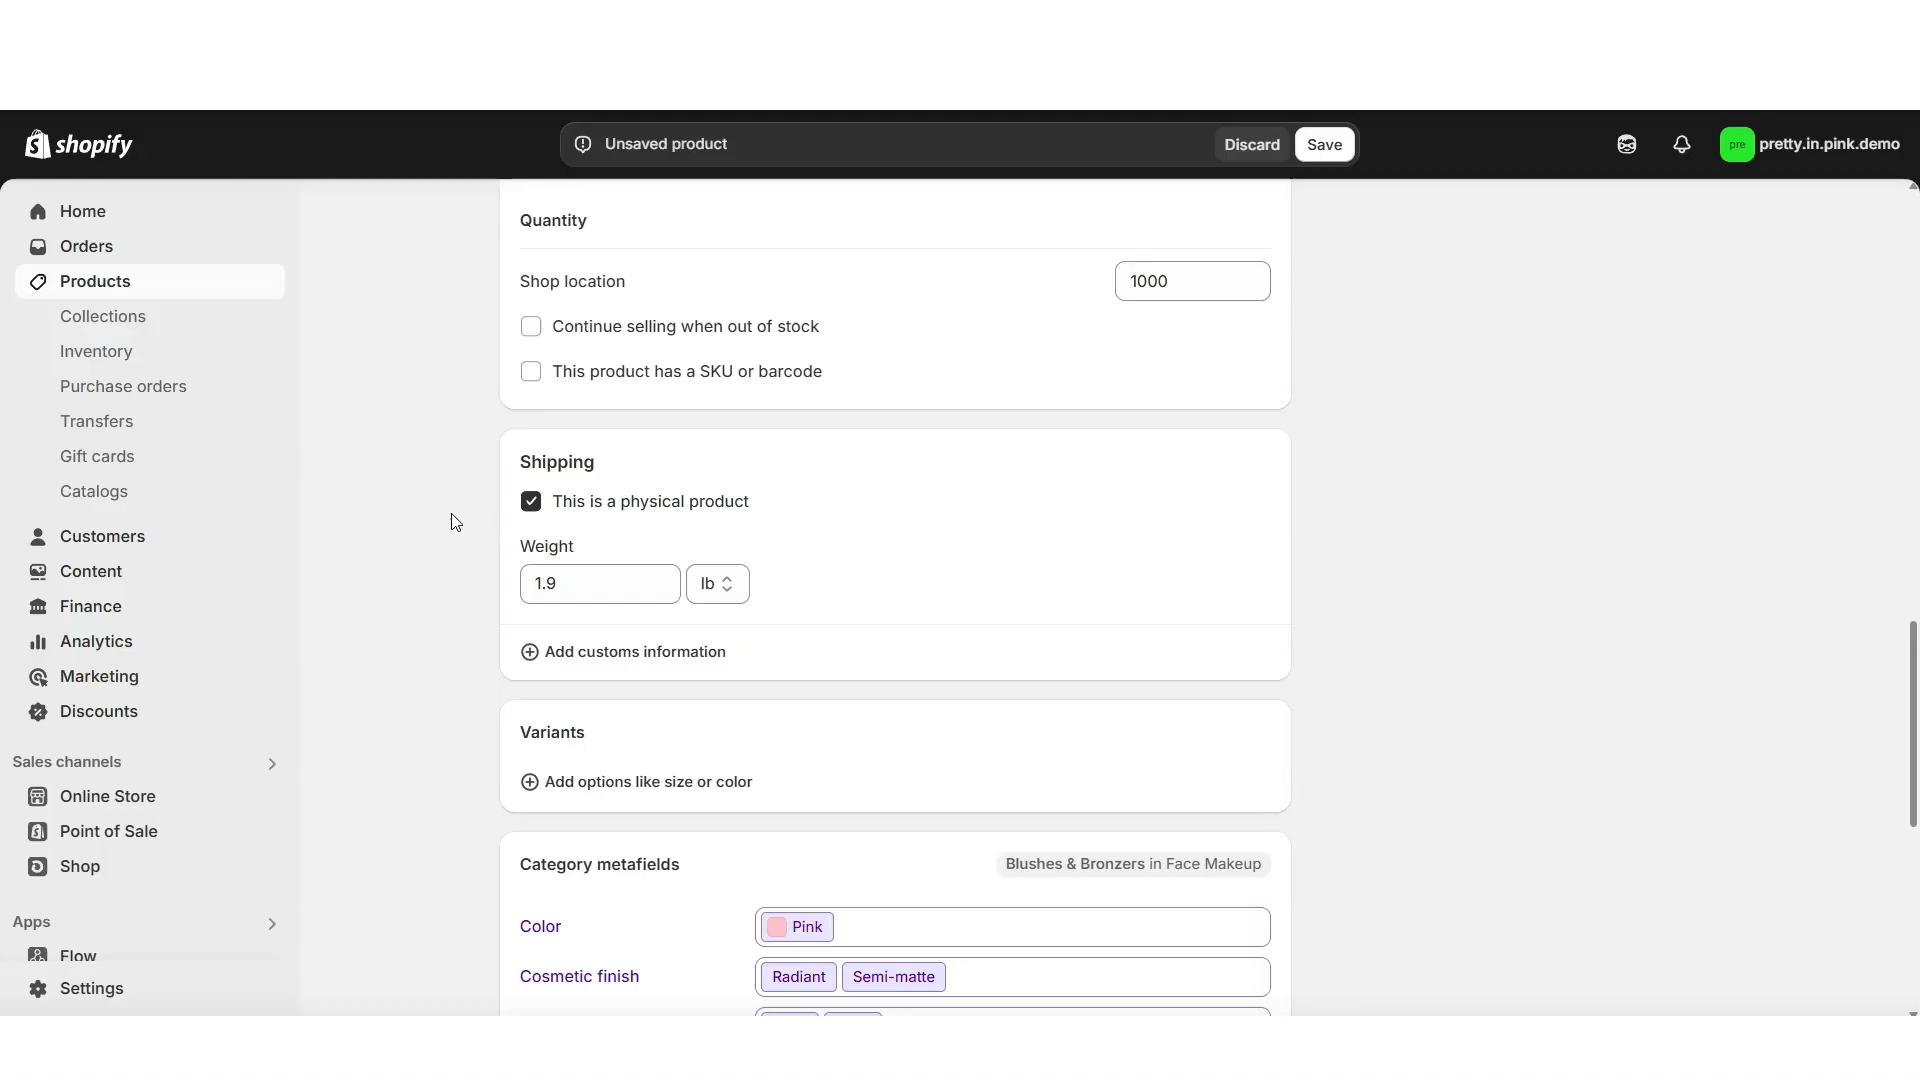 shopify
Unsaved product
Discard
Save
pre
pretty.in.pink.demo
Home
Orders
Products
Collections
Inventory
Purchase orders
Transfers
Gift cards
Catalogs
Customers
Content
Finance
Analytics
Marketing
Discounts
Sales channels
Online Store
Point of Sale
Shop
Apps
Flow
Settings
Quantity
Shop location
1000
Continue selling when out of stock
This product has a SKU or barcode
Shipping
This is a physical product
Weight
1.9
lb
Add customs information
Variants
Add options like size or color
Category metafields
Blushes & Bronzers in Face Makeup
Color
Pink
Cosmetic finish
Radiant
Semi-matte